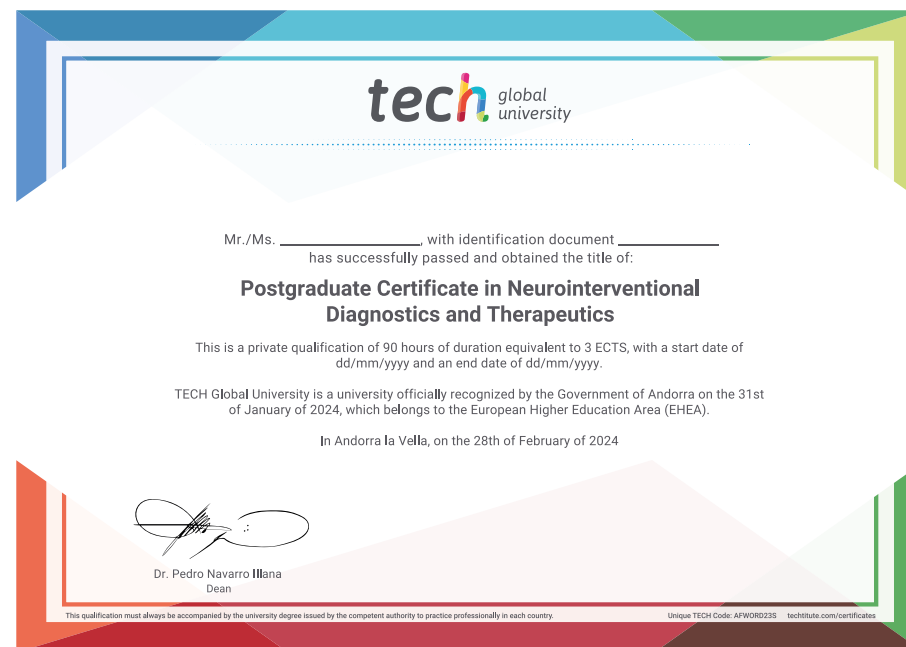 tech global
university
Mr./Ms. ____________, with identification document ____________
has successfully passed and obtained the title of:
Postgraduate Certificate in Neurointerventional
Diagnostics and Therapeutics
This is a private qualification of 90 hours of duration equivalent to 3 ECTS, with a start date of
dd/mm/yyyy and an end date of dd/mm/yyyy.
TECH Global University is a university officially recognized by the Government of Andorra on the 31st
of January of 2024, which belongs to the European Higher Education Area (EHEA).
In Andorra la Vella, on the 28th of February of 2024
Dr. Pedro Navarro Illana
Dean
This qualification must always be accompanied by the university degree issued by the competent authority to practice professionally in each country.
Unique TECH Code: AFWORD23S techtitute.com/certificates